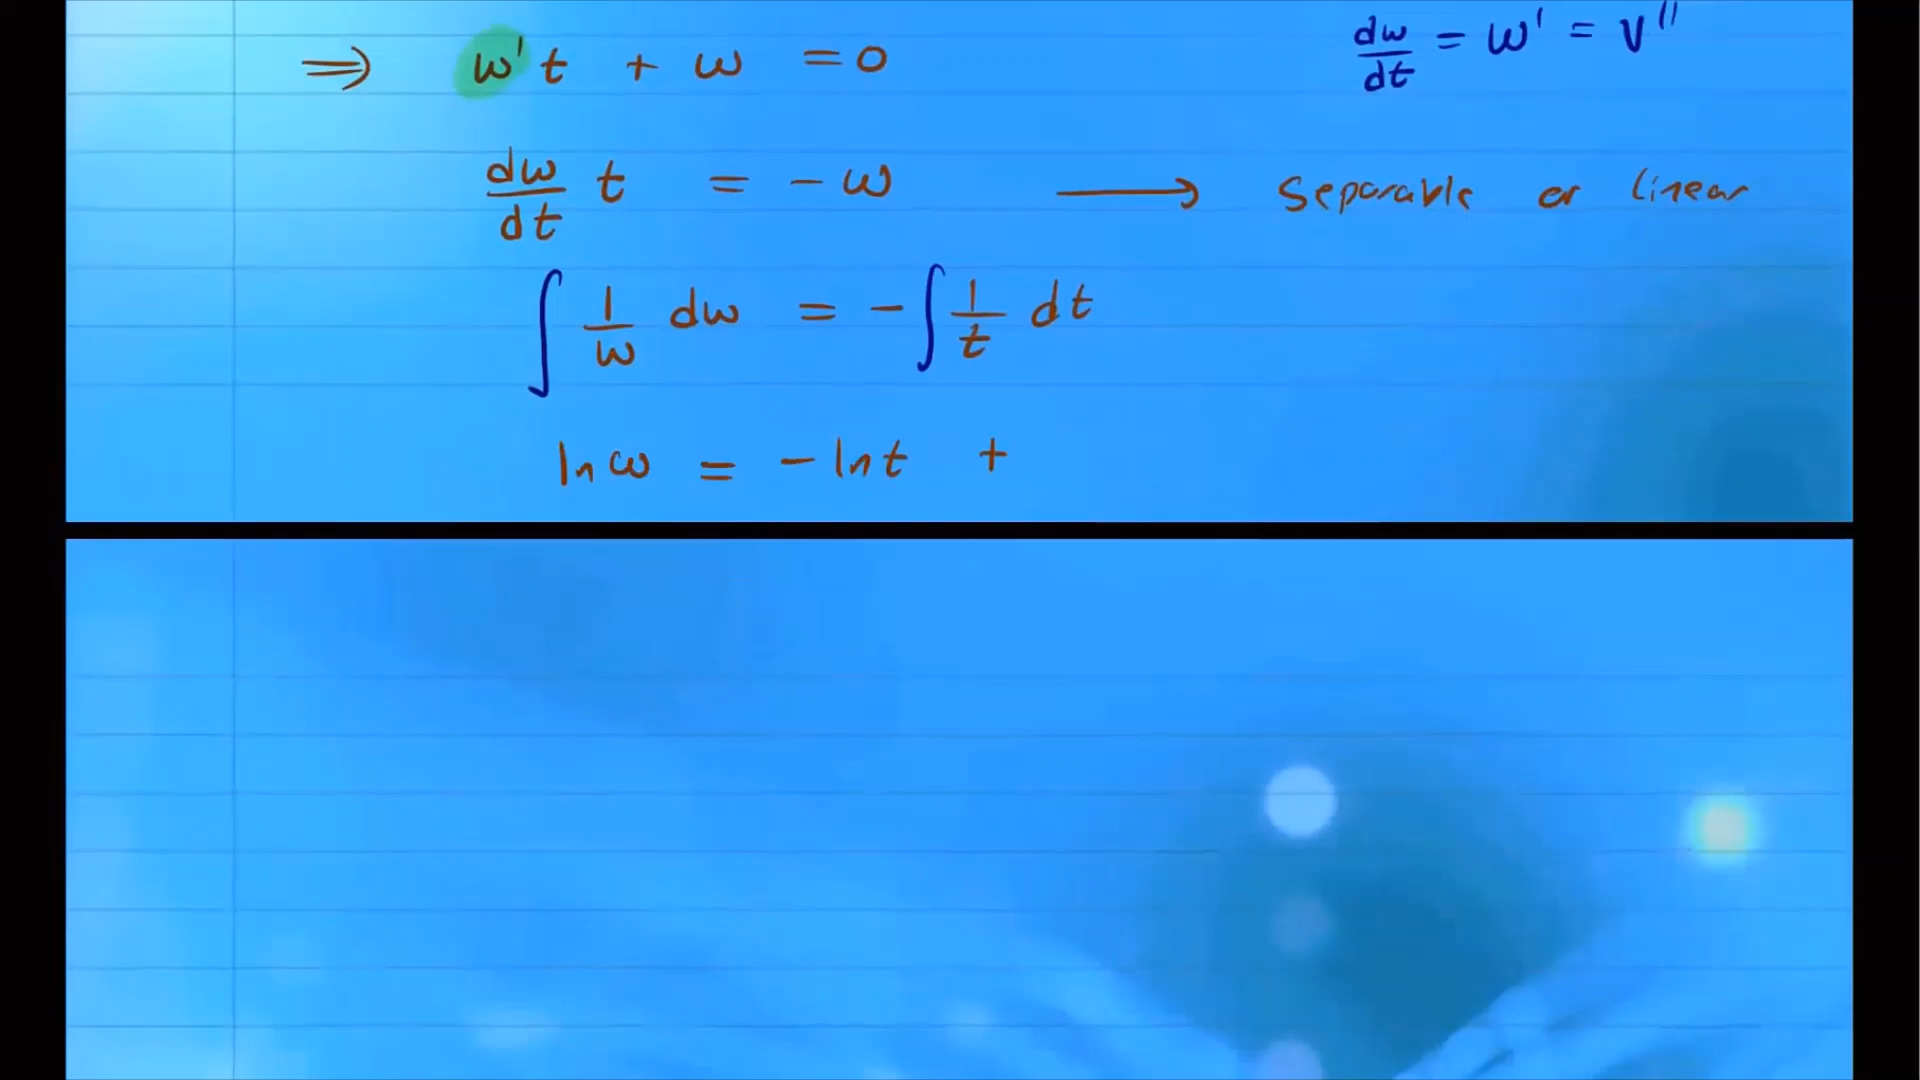 ⇒ w't + w = 0
dw/dt = w' = v''
dw/dt t = -w → Separable or linear
∫ 1/w dw = -∫ 1/t dt
ln w = -ln t +